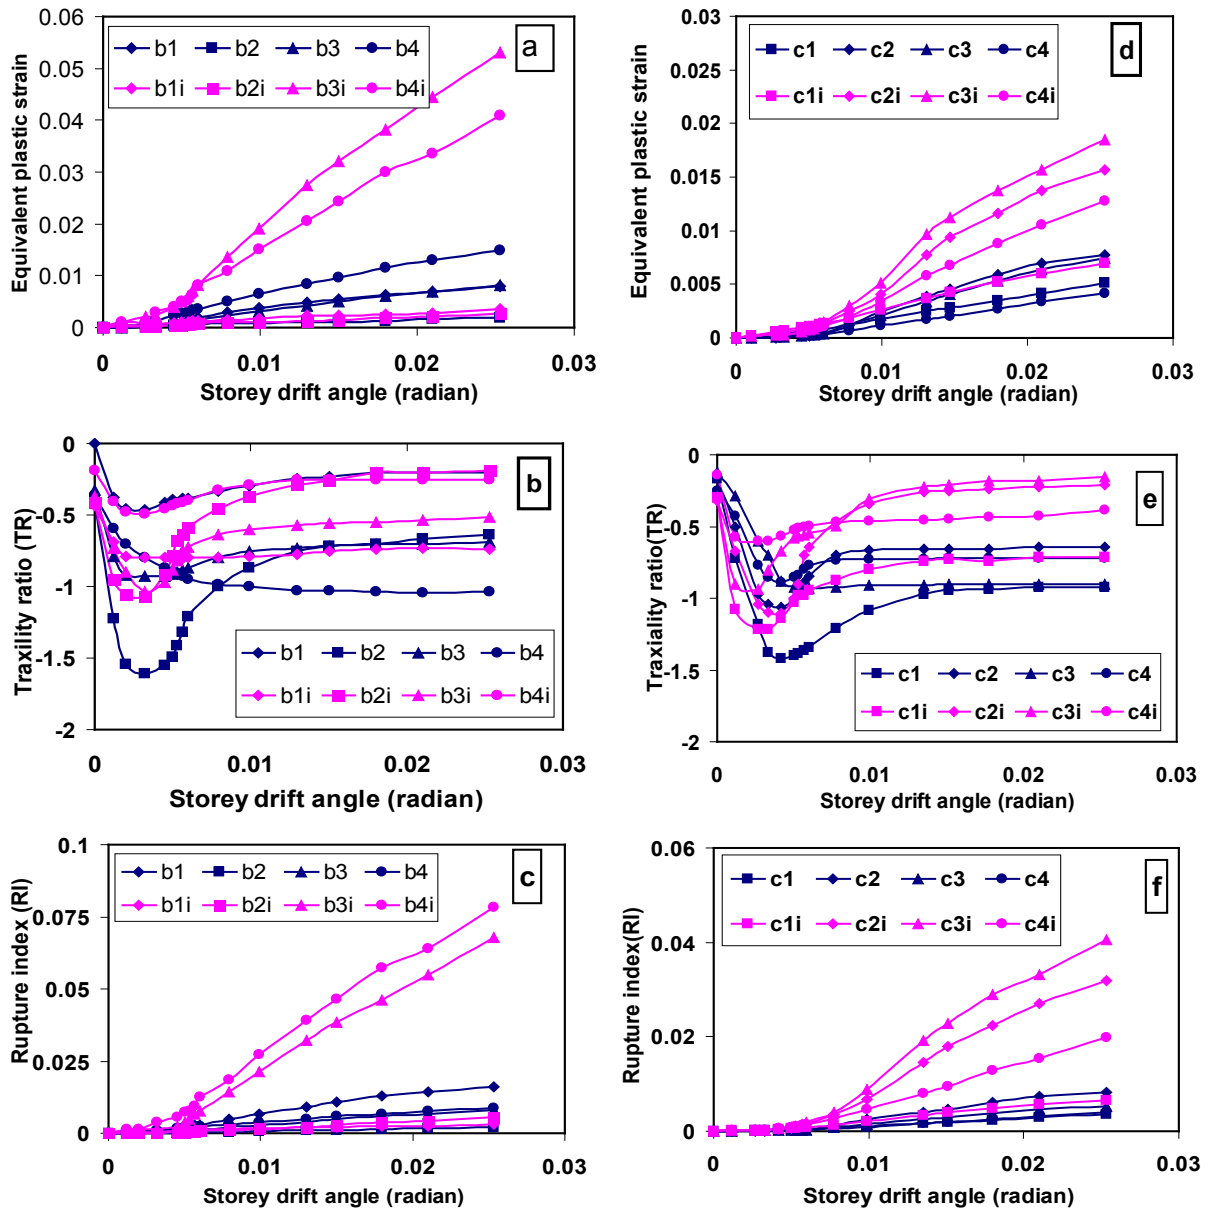 a
b1 b2 b3 b4
b1i b2i b3i b4i
Equivalent plastic strain
0.06
0.05
0.04
0.03
0.02
0.01
0
0 0.01 0.02 0.03
Storey drift angle (radian)
d
c1 c2 c3 c4
c1i c2i c3i c4i
Equivalent plastic strain
0.03
0.025
0.02
0.015
0.01
0.005
0
0 0.01 0.02 0.03
Storey drift angle (radian)
b
b1 b2 b3 b4
b1i b2i b3i b4i
Traxility ratio (TR)
0
-0.5
-1
-1.5
-2
0 0.01 0.02 0.03
Storey drift angle (radian)
e
c1 c2 c3 c4
c1i c2i c3i c4i
Traxiality ratio(TR)
0
-0.5
-1
-1.5
-2
0 0.01 0.02 0.03
Storey drift angle (radian)
c
b1 b2 b3 b4
b1i b2i b3i b4i
Rupture index (RI)
0.1
0.075
0.05
0.025
0
0 0.01 0.02 0.03
Storey drift angle (radian)
f
c1 c2 c3 c4
c1i c2i c3i c4i
Rupture index(RI)
0.06
0.04
0.02
0
0 0.01 0.02 0.03
Storey drift angle (radian)